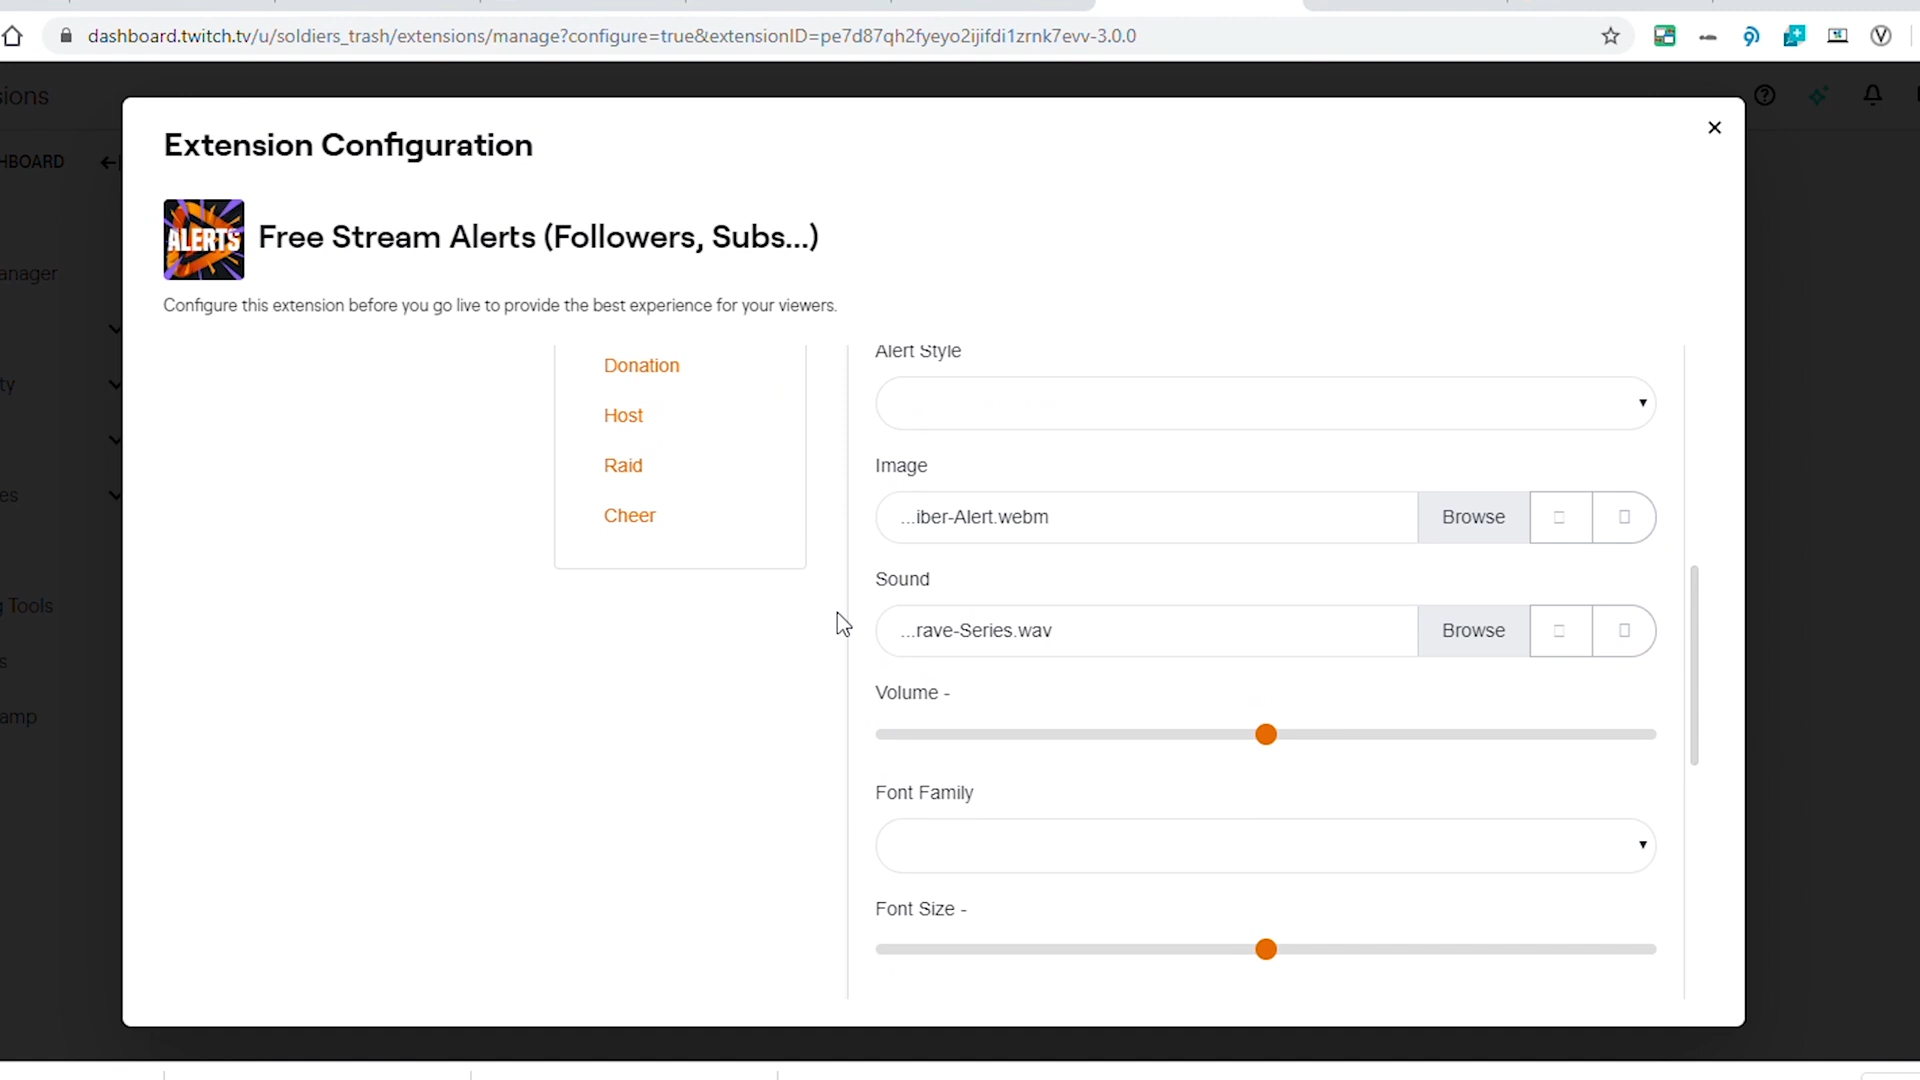 dashboard.twitch.tv/u/soldiers_trash/extensions/manage?configure=true&extensionID=pe7d87qh2fyeyo2ijifdi1zrnk7evv-3.0.0
sions
HBOARD
anager
ty
es
Tools
s
amp
Extension Configuration
ALERTS
Free Stream Alerts (Followers, Subs...)
Configure this extension before you go live to provide the best experience for your viewers.
Donation
Host
Raid
Cheer
Alert Style
Image
...iber-Alert.webm
Browse
Sound
...rave-Series.wav
Browse
Volume -
Font Family
Font Size -